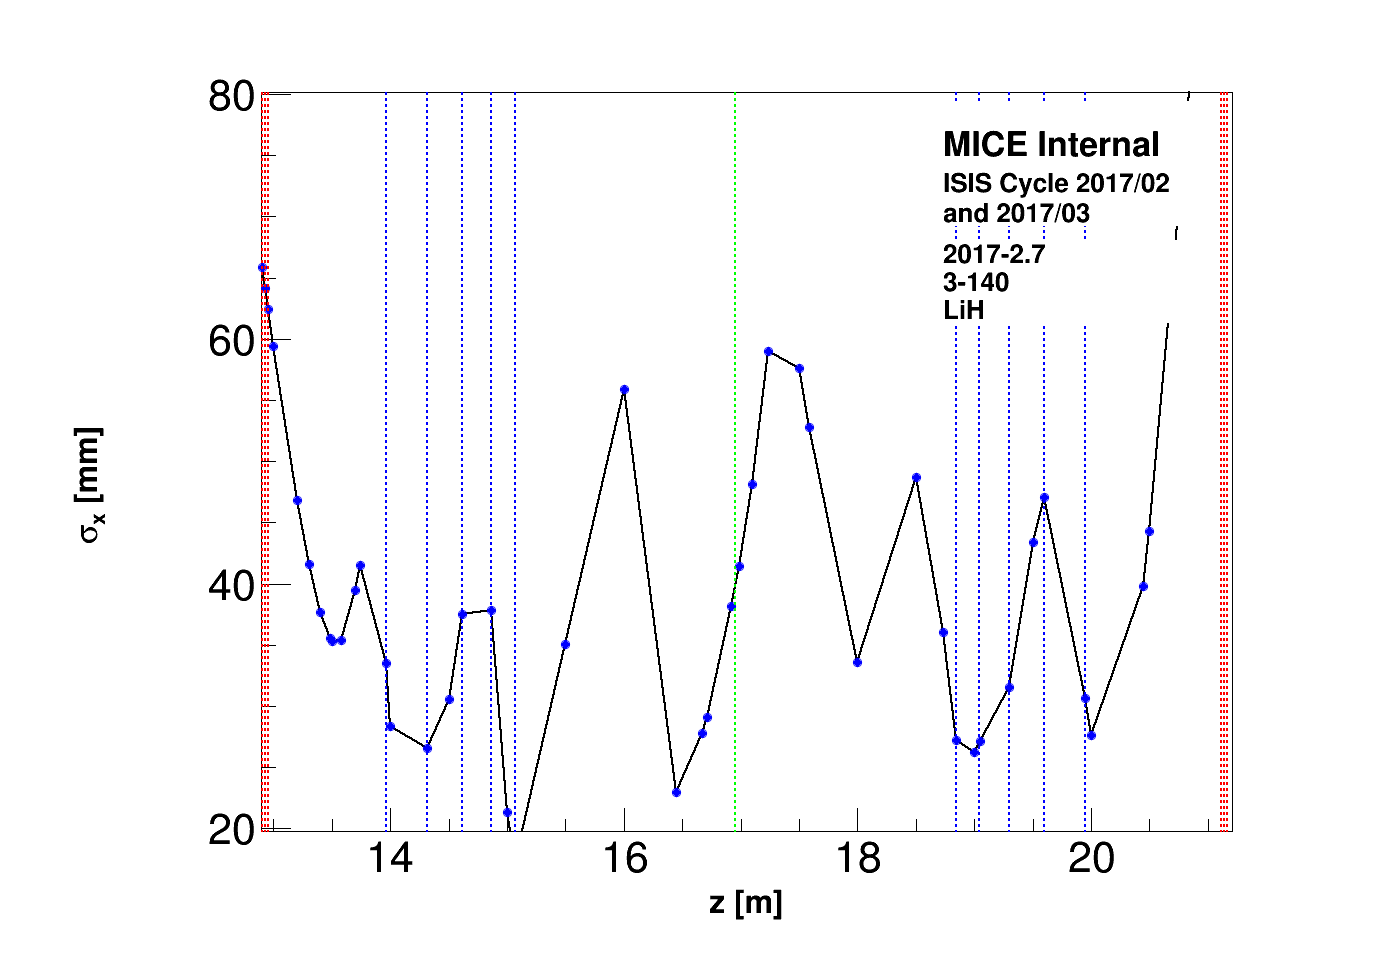 80
60
40
20
σx [mm]
MICE Internal
ISIS Cycle 2017/02
and 2017/03
2017-2.7
3-140
LiH
14 16 18 20
z [m]